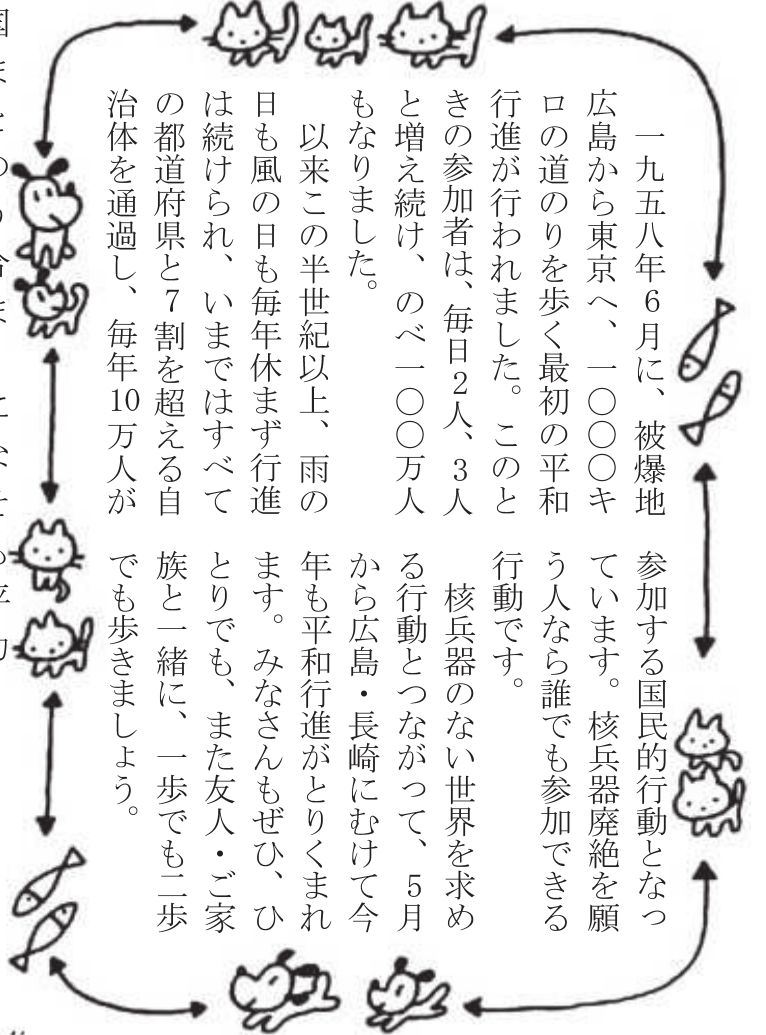 一九五八年6月に、被爆地
広島から東京へ、一〇〇〇キ
ロの道のりを歩く最初の平和
行進が行われました。このと
きの参加者は、毎日2人、3人
と増え続け、のべ一〇〇万人
もなりました。
以来この半世紀以上、雨の
日も風の日も毎年休まず行進
は続けられ、いまではすべて
の都道府県と7割を超える自
治体を通過し、毎年10万人が
参加する国民的行動となっ
ています。核兵器廃絶を願
う人なら誰でも参加できる
行動です。
核兵器のない世界を求め
る行動とつながって、5月
から広島・長崎にむけて今
年も平和行進がとりくまれ
ます。みなさんもぜひ、ひ
とりでも、また友人・ご家
族と一緒に、一歩でも二歩
でも歩きましょう。